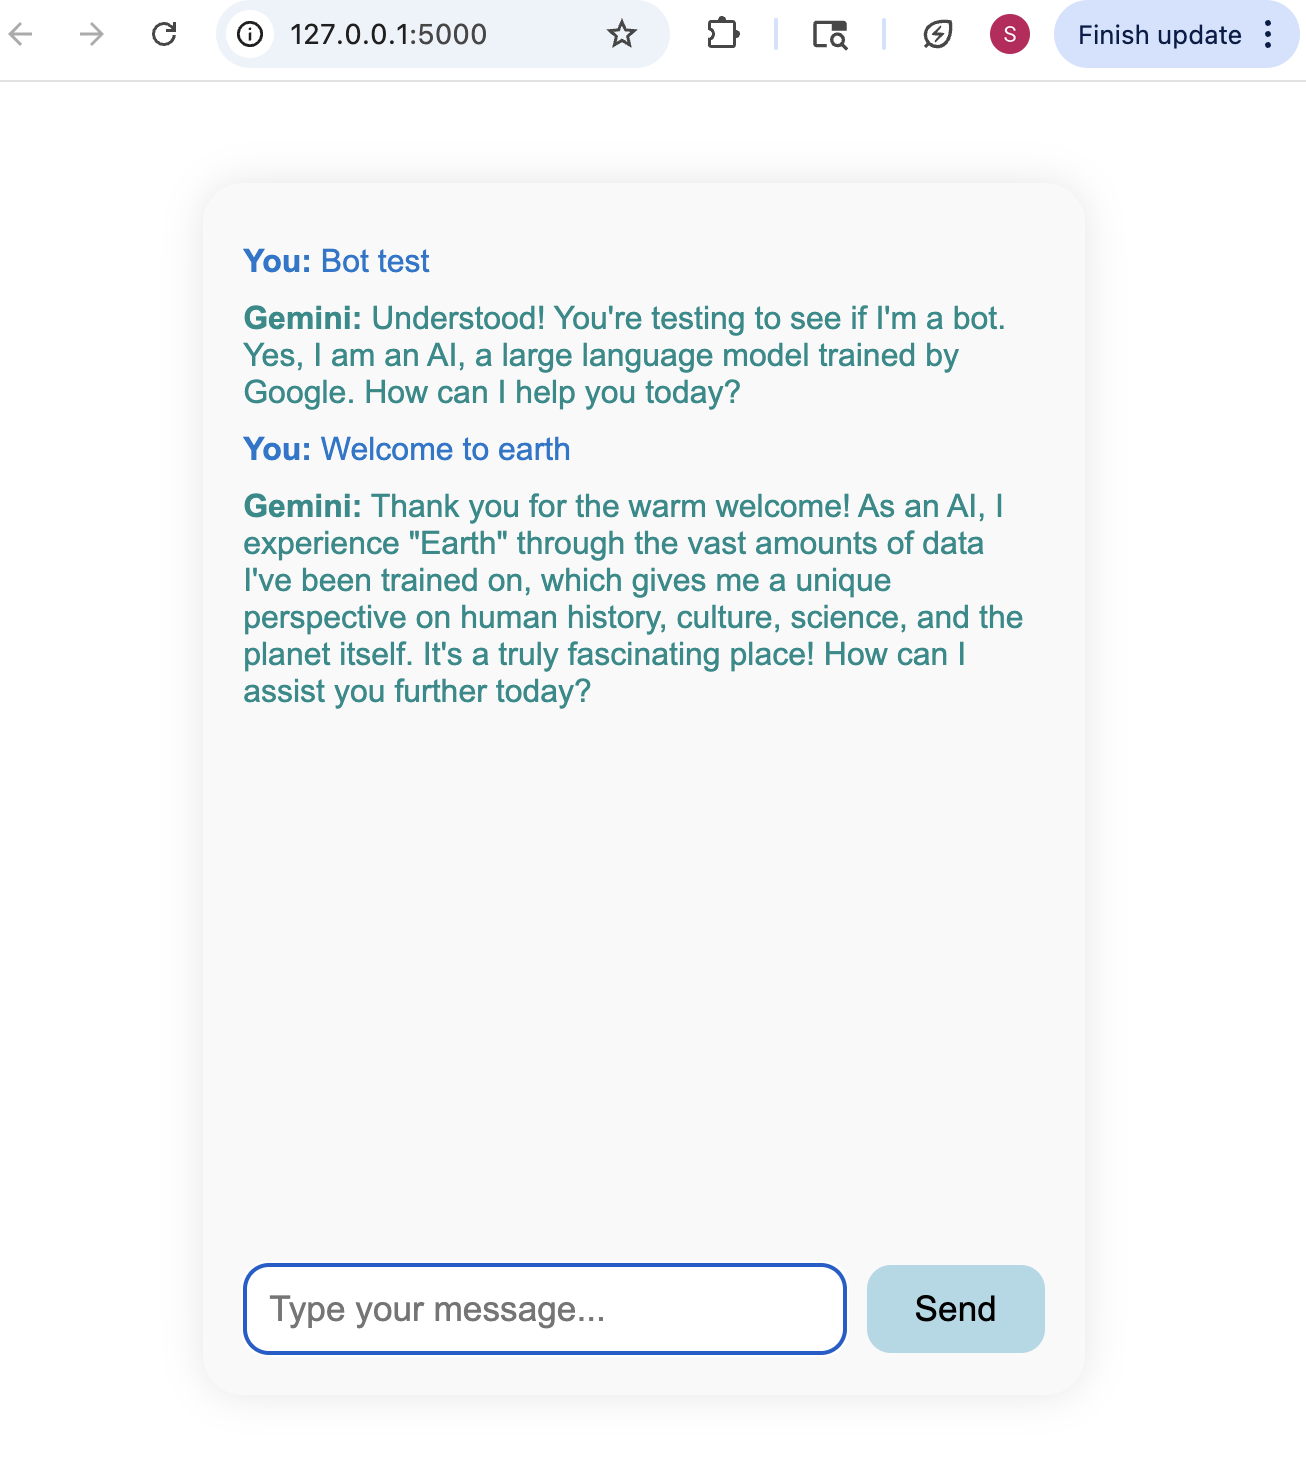 127.0.0.1:5000
S
Finish update
You: Bot test
Gemini: Understood! You're testing to see if I'm a bot.
Yes, I am an AI, a large language model trained by
Google. How can I help you today?
You: Welcome to earth
Gemini: Thank you for the warm welcome! As an AI, I
experience "Earth" through the vast amounts of data
I've been trained on, which gives me a unique
perspective on human history, culture, science, and the
planet itself. It's a truly fascinating place! How can I
assist you further today?
Type your message...
Send